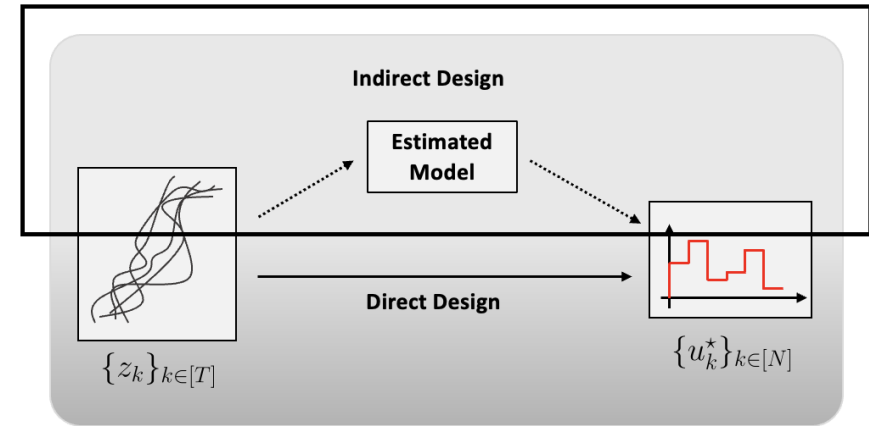 Indirect Design
Estimated
Model
Direct Design
{z_k}_{k∈[T]}
{u_k^⋆}_{k∈[N]}